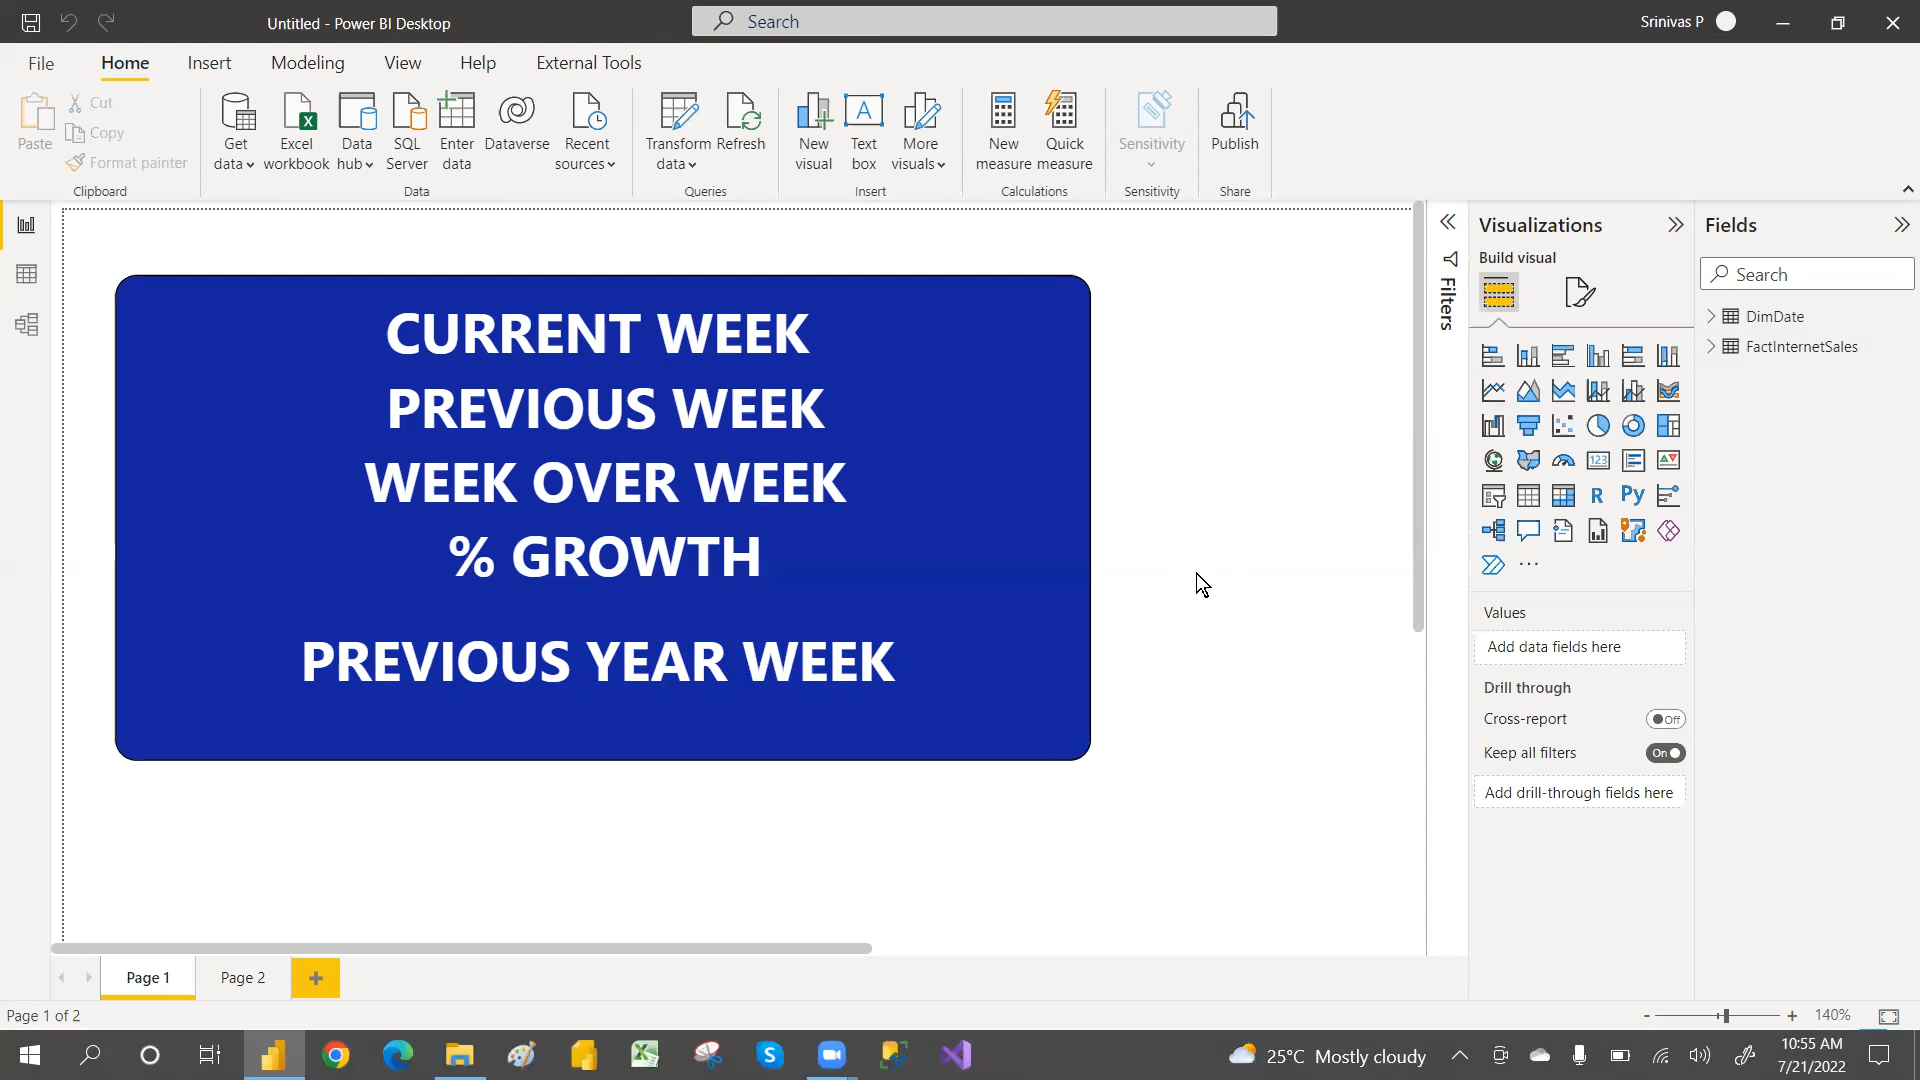 Untitled - Power BI Desktop
Search
Srinivas P
File
Home
Insert
Modeling
View
Help
External Tools
Paste
Cut
Copy
Format painter
Clipboard
Get data
Excel workbook
Data hub
SQL Server
Enter data
Dataverse
Recent sources
Data
Transform data
Refresh
Queries
New visual
Text box
More visuals
Insert
New measure
Quick measure
Calculations
Sensitivity
Sensitivity
Publish
Share
CURRENT WEEK
PREVIOUS WEEK
WEEK OVER WEEK
% GROWTH
PREVIOUS YEAR WEEK
Filters
Visualizations
Build visual
123
R
Py
...
Values
Add data fields here
Drill through
Cross-report
Off
Keep all filters
On
Add drill-through fields here
Fields
Search
DimDate
FactInternetSales
Page 1
Page 2
+
Page 1 of 2
- + 140%
25°C Mostly cloudy
10:55 AM
7/21/2022